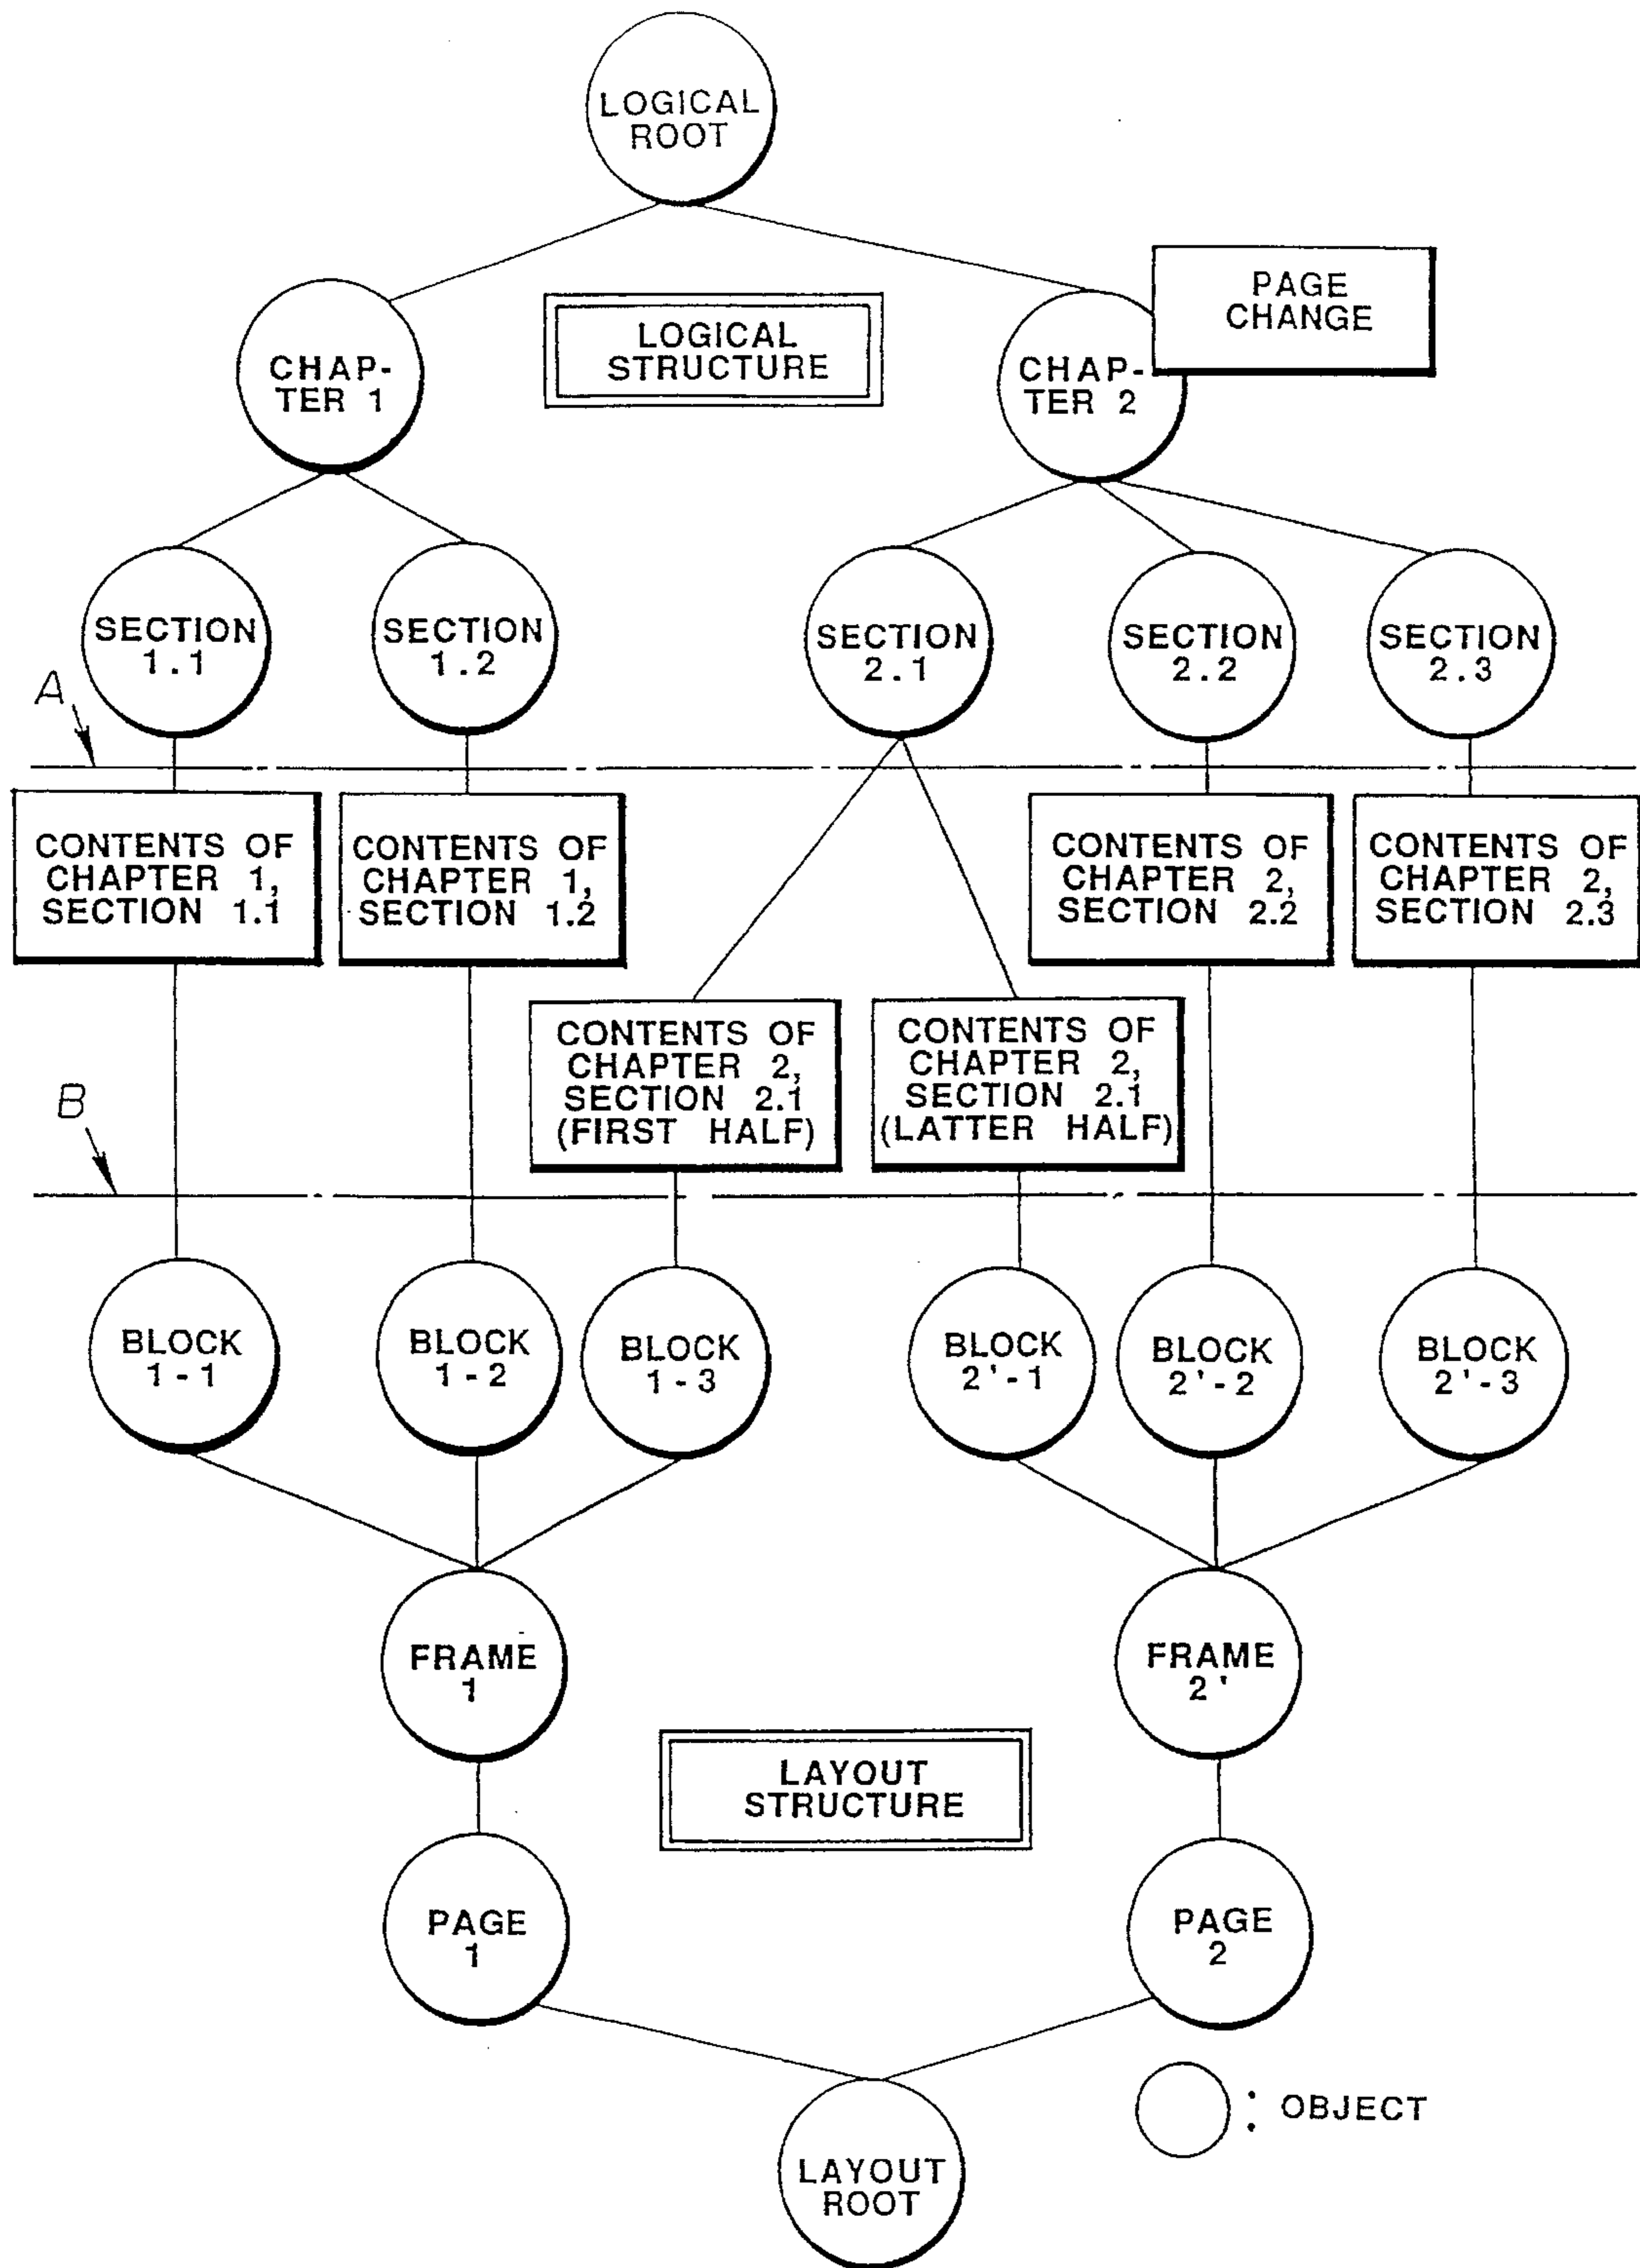 LOGICAL
ROOT
PAGE
CHANGE
LOGICAL
STRUCTURE
CHAP-
TER 1
CHAP-
TER 2
SECTION
1.1
SECTION
1.2
SECTION
2.1
SECTION
2.2
SECTION
2.3
A
CONTENTS OF
CHAPTER 1,
SECTION 1.1
CONTENTS OF
CHAPTER 1,
SECTION 1.2
CONTENTS OF
CHAPTER 2,
SECTION 2.2
CONTENTS OF
CHAPTER 2,
SECTION 2.3
CONTENTS OF
CHAPTER 2,
SECTION 2.1
(FIRST HALF)
CONTENTS OF
CHAPTER 2,
SECTION 2.1
(LATTER HALF)
B
BLOCK
1-1
BLOCK
1-2
BLOCK
1-3
BLOCK
2'-1
BLOCK
2'-2
BLOCK
2'-3
FRAME
1
FRAME
2'
LAYOUT
STRUCTURE
PAGE
1
PAGE
2
: OBJECT
LAYOUT
ROOT